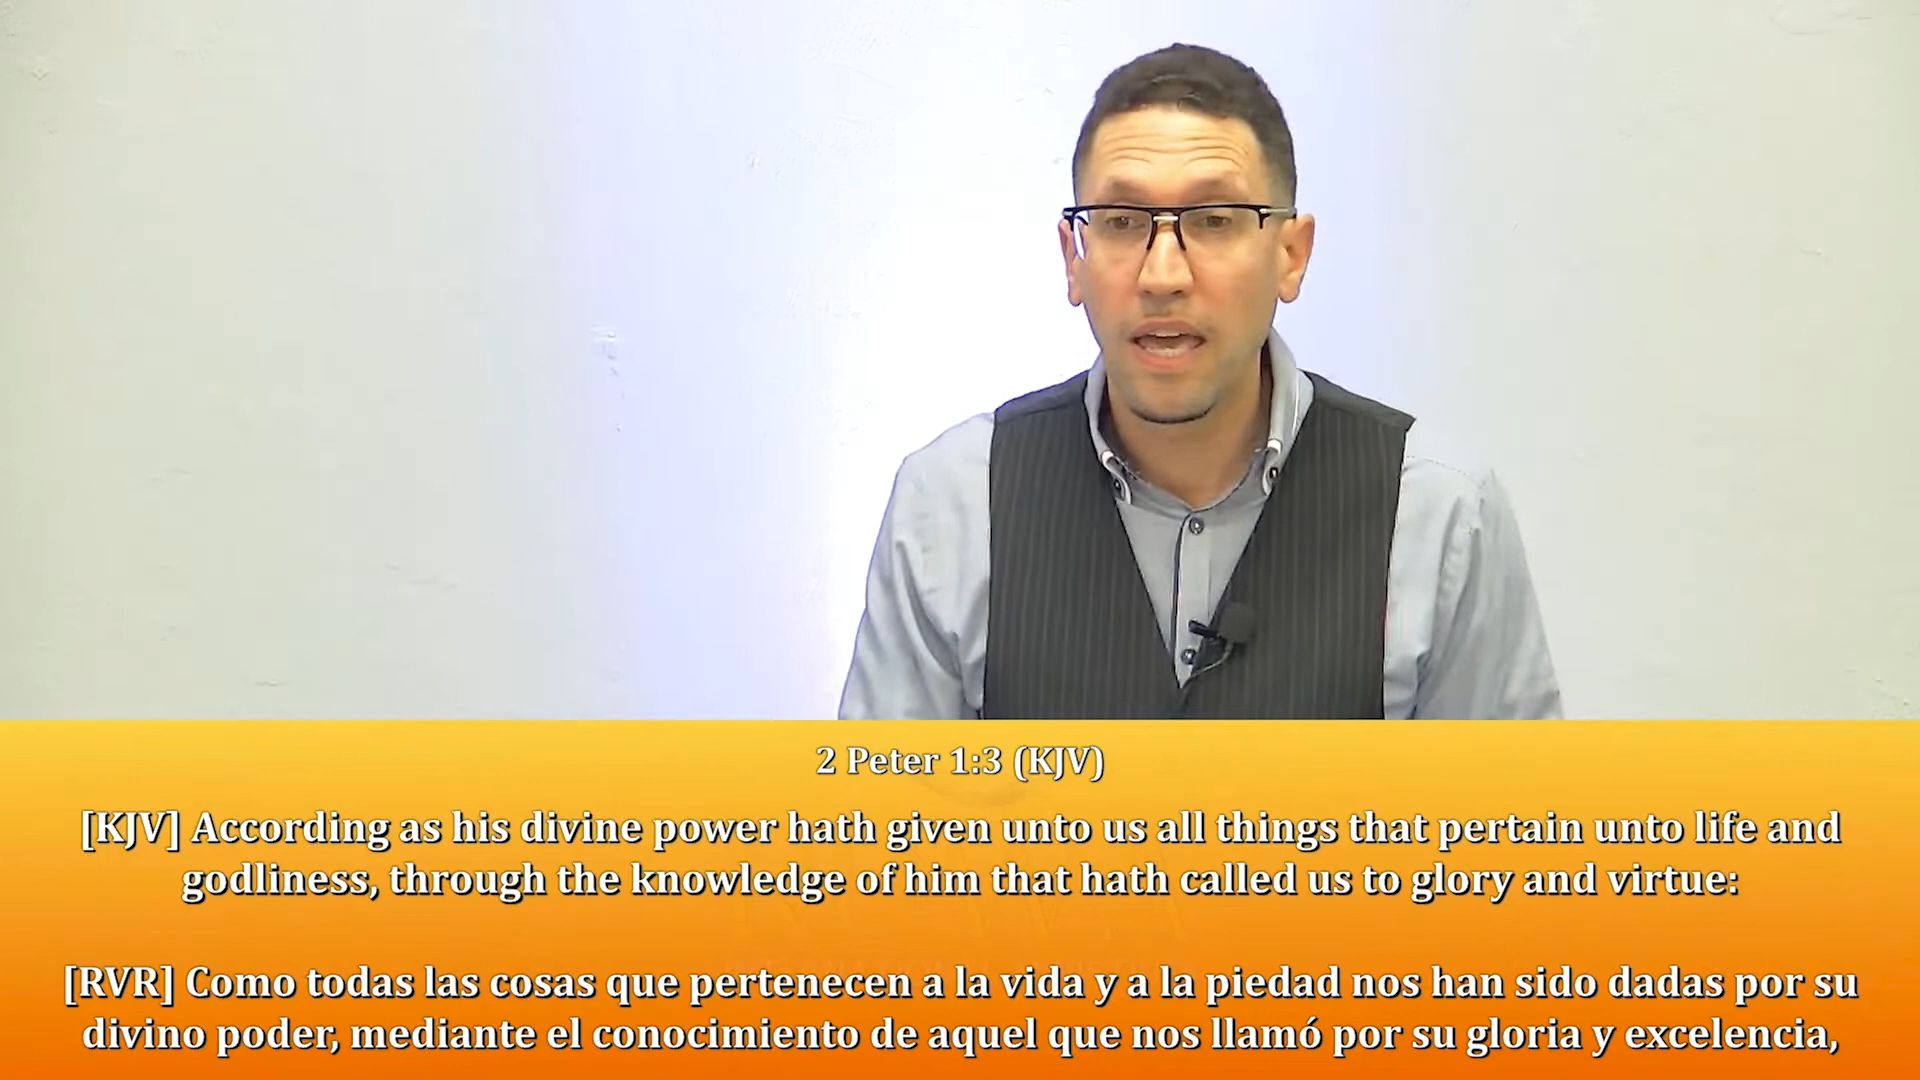 2 Peter 1:3 (KJV)
[KJV] According as his divine power hath given unto us all things that pertain unto life and
godliness, through the knowledge of him that hath called us to glory and virtue:
[RVR] Como todas las cosas que pertenecen a la vida y a la piedad nos han sido dadas por su
divino poder, mediante el conocimiento de aquel que nos llamó por su gloria y excelencia,